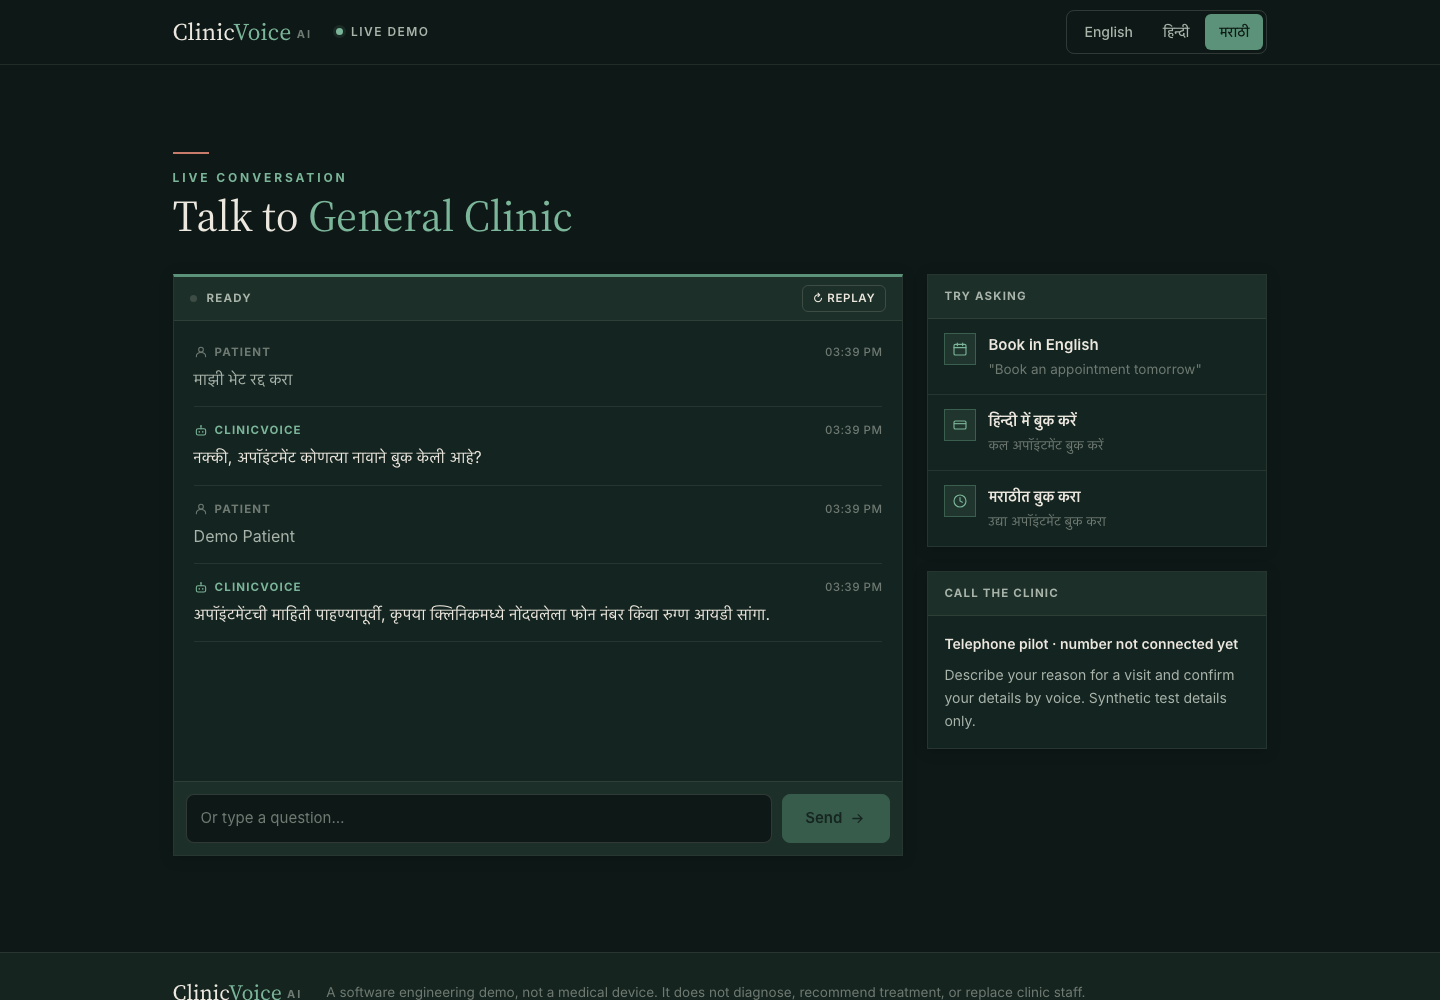 ClinicVoice AI
LIVE DEMO
English
हिन्दी
मराठी
LIVE CONVERSATION
Talk to General Clinic
READY
↻ REPLAY
PATIENT
03:39 PM
माझी भेट रद्द करा
CLINICVOICE
03:39 PM
नक्की, अपॉइंटमेंट कोणत्या नावाने बुक केली आहे?
PATIENT
03:39 PM
Demo Patient
CLINICVOICE
03:39 PM
अपॉइंटमेंटची माहिती पाहण्यापूर्वी, कृपया क्लिनिकमध्ये नोंदवलेला फोन नंबर किंवा रुग्ण आयडी सांगा.
Or type a question...
Send →
TRY ASKING
Book in English
"Book an appointment tomorrow"
हिन्दी में बुक करें
कल अपॉइंटमेंट बुक करें
मराठीत बुक करा
उद्या अपॉइंटमेंट बुक करा
CALL THE CLINIC
Telephone pilot · number not connected yet
Describe your reason for a visit and confirm
your details by voice. Synthetic test details
only.
ClinicVoice AI
A software engineering demo, not a medical device. It does not diagnose, recommend treatment, or replace clinic staff.